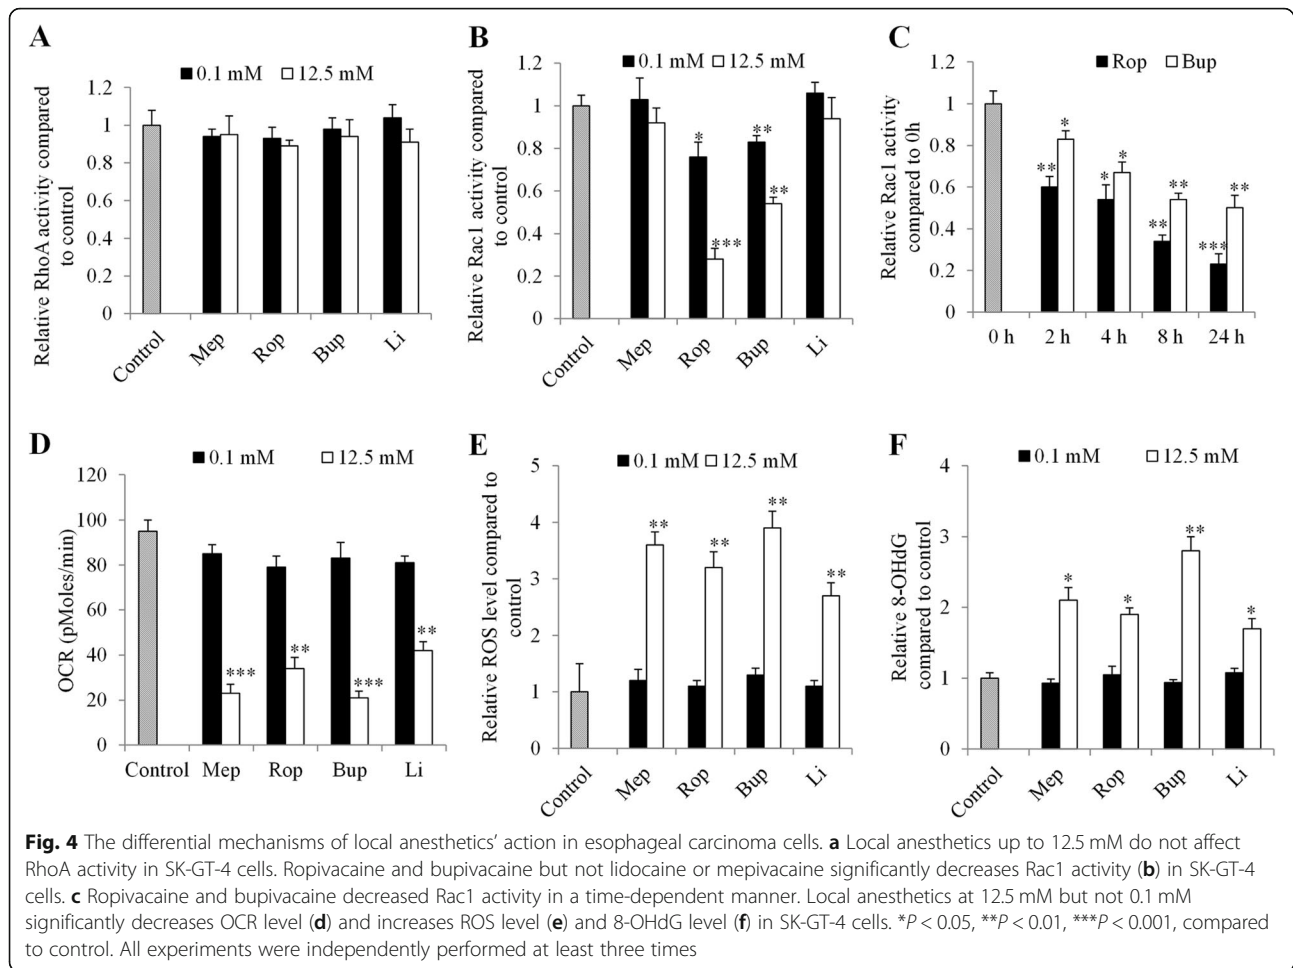 A
0.1 mM 12.5 mM
Relative RhoA activity compared
to control
1.2
1
0.8
0.6
0.4
0.2
0
Control Mep Rop Bup Li
B
0.1 mM 12.5 mM
Relative Rac1 activity compared
to control
1.2
1
0.8
0.6
0.4
0.2
0
* *** ** **
Control Mep Rop Bup Li
C
Rop Bup
Relative Rac1 activity
compared to 0h
1.2
1
0.8
0.6
0.4
0.2
0
** * * * ** ** *** **
0 h 2 h 4 h 8 h 24 h
D
0.1 mM 12.5 mM
OCR (pMoles/min)
120
100
80
60
40
20
0
*** ** *** **
Control Mep Rop Bup Li
E
0.1 mM 12.5 mM
Relative ROS level compared to
control
5
4
3
2
1
0
** ** ** **
Control Mep Rop Bup Li
F
0.1 mM 12.5 mM
Relative 8-OHdG
compared to control
4
3
2
1
0
* * ** *
Control Mep Rop Bup Li
Fig. 4 The differential mechanisms of local anesthetics' action in esophageal carcinoma cells. a Local anesthetics up to 12.5 mM do not affect
RhoA activity in SK-GT-4 cells. Ropivacaine and bupivacaine but not lidocaine or mepivacaine significantly decreases Rac1 activity (b) in SK-GT-4
cells. c Ropivacaine and bupivacaine decreased Rac1 activity in a time-dependent manner. Local anesthetics at 12.5 mM but not 0.1 mM
significantly decreases OCR level (d) and increases ROS level (e) and 8-OHdG level (f) in SK-GT-4 cells. *P < 0.05, **P < 0.01, ***P < 0.001, compared
to control. All experiments were independently performed at least three times